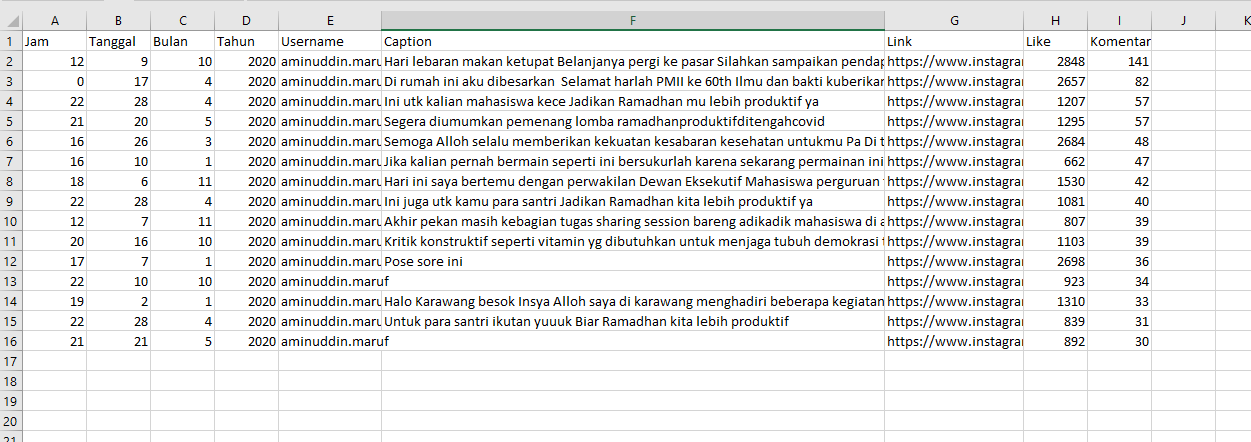 A B C D E F G H I J K
1 Jam Tanggal Bulan Tahun Username Caption Link Like Komentar
2 12 9 10 2020 aminuddin.maru Hari lebaran makan ketupat Belanjanya pergi ke pasar Silahkan sampaikan pendap https://www.instagra 2848 141
3 0 17 4 2020 aminuddin.maru Di rumah ini aku dibesarkan Selamat harlah PMII ke 60th Ilmu dan bakti kuberikan https://www.instagra 2657 82
4 22 28 4 2020 aminuddin.maru Ini utk kalian mahasiswa kece Jadikan Ramadhan mu lebih produktif ya https://www.instagra 1207 57
5 21 20 5 2020 aminuddin.maru Segera diumumkan pemenang lomba ramadhanproduktifditengahcovid https://www.instagra 1295 57
6 16 26 3 2020 aminuddin.maru Semoga Alloh selalu memberikan kekuatan kesabaran kesehatan untukmu Pa Di t https://www.instagra 2684 48
7 16 10 1 2020 aminuddin.maru Jika kalian pernah bermain seperti ini bersukurlah karena sekarang permainan ini https://www.instagra 662 47
8 18 6 11 2020 aminuddin.maru Hari ini saya bertemu dengan perwakilan Dewan Eksekutif Mahasiswa perguruan https://www.instagra 1530 42
9 22 28 4 2020 aminuddin.maru Ini juga utk kamu para santri Jadikan Ramadhan kita lebih produktif ya https://www.instagra 1081 40
10 12 7 11 2020 aminuddin.maru Akhir pekan masih kebagian tugas sharing session bareng adikadik mahasiswa di a https://www.instagra 807 39
11 20 16 10 2020 aminuddin.maru Kritik konstruktif seperti vitamin yg dibutuhkan untuk menjaga tubuh demokrasi https://www.instagra 1103 39
12 17 7 1 2020 aminuddin.maru Pose sore ini https://www.instagra 2698 36
13 22 10 10 2020 aminuddin.maruf https://www.instagra 923 34
14 19 2 1 2020 aminuddin.maru Halo Karawang besok Insya Alloh saya di karawang menghadiri beberapa kegiatan https://www.instagra 1310 33
15 22 28 4 2020 aminuddin.maru Untuk para santri ikutan yuuuk Biar Ramadhan kita lebih produktif https://www.instagra 839 31
16 21 21 5 2020 aminuddin.maruf https://www.instagra 892 30
17
18
19
20
21